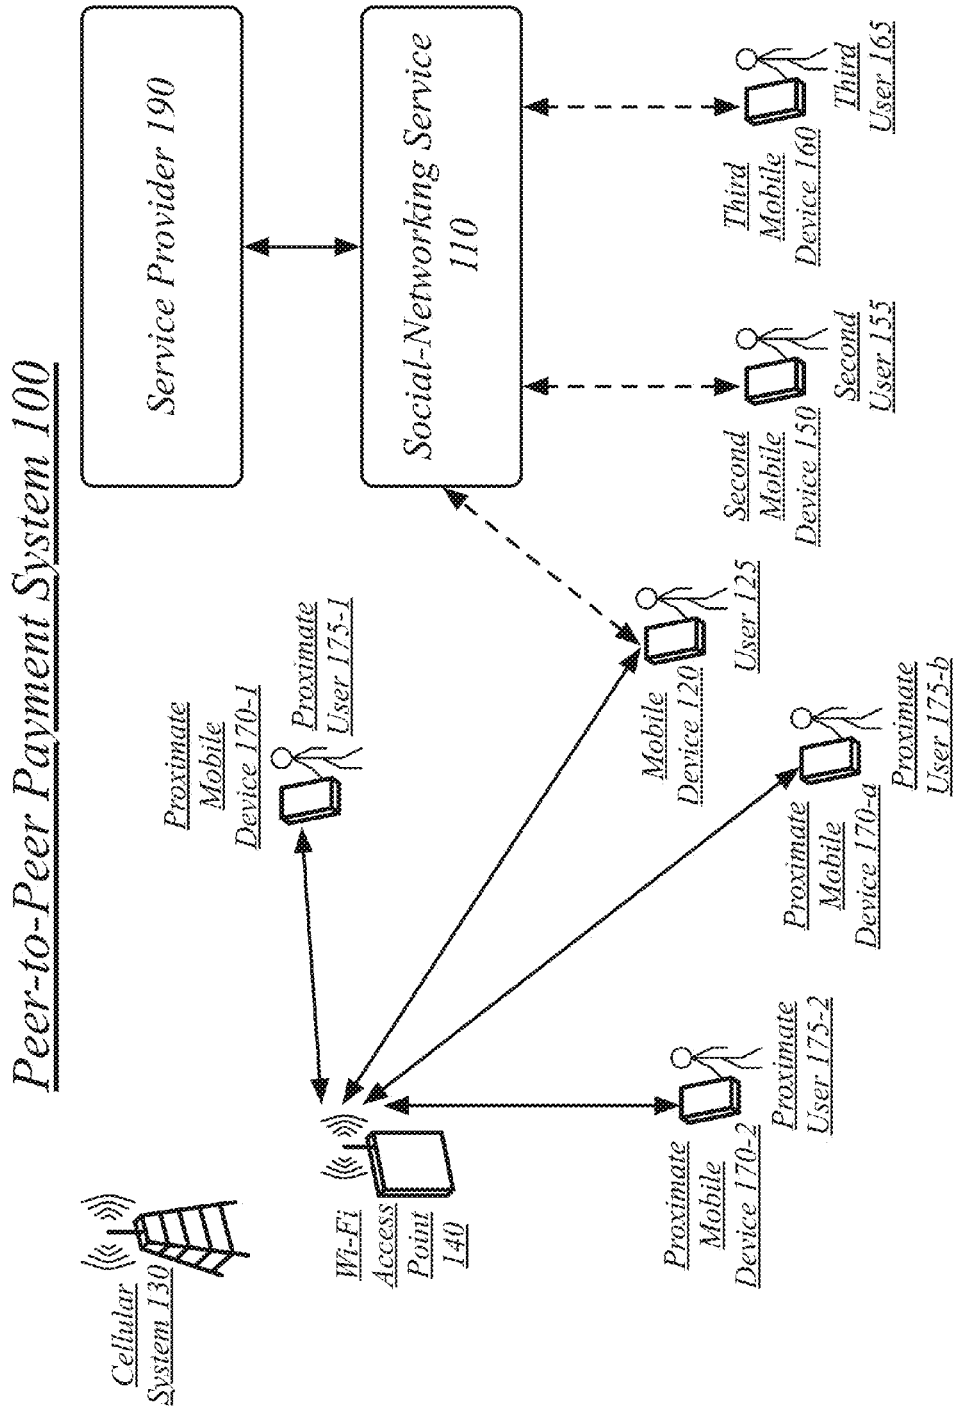 Peer-to-Peer Payment System 100
Cellular
System 130
Wi-Fi
Access
Point
140
Proximate
Mobile
Device 170-1
Proximate
User 175-1
Service Provider 190
Social-Networking Service
110
Proximate
Mobile
Device 170-2
Proximate
User 175-2
Proximate
Mobile
Device 170-a
Proximate
User 175-b
Mobile
Device 120
User 125
Second
Mobile
Device 150
Second
User 155
Third
Mobile
Device 160
Third
User 165